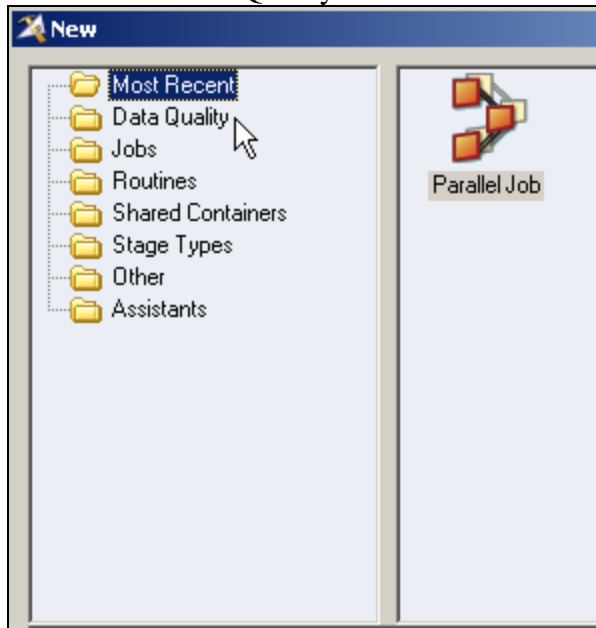 New
Most Recent
Data Quality
Jobs
Routines
Shared Containers
Stage Types
Other
Assistants
Parallel Job